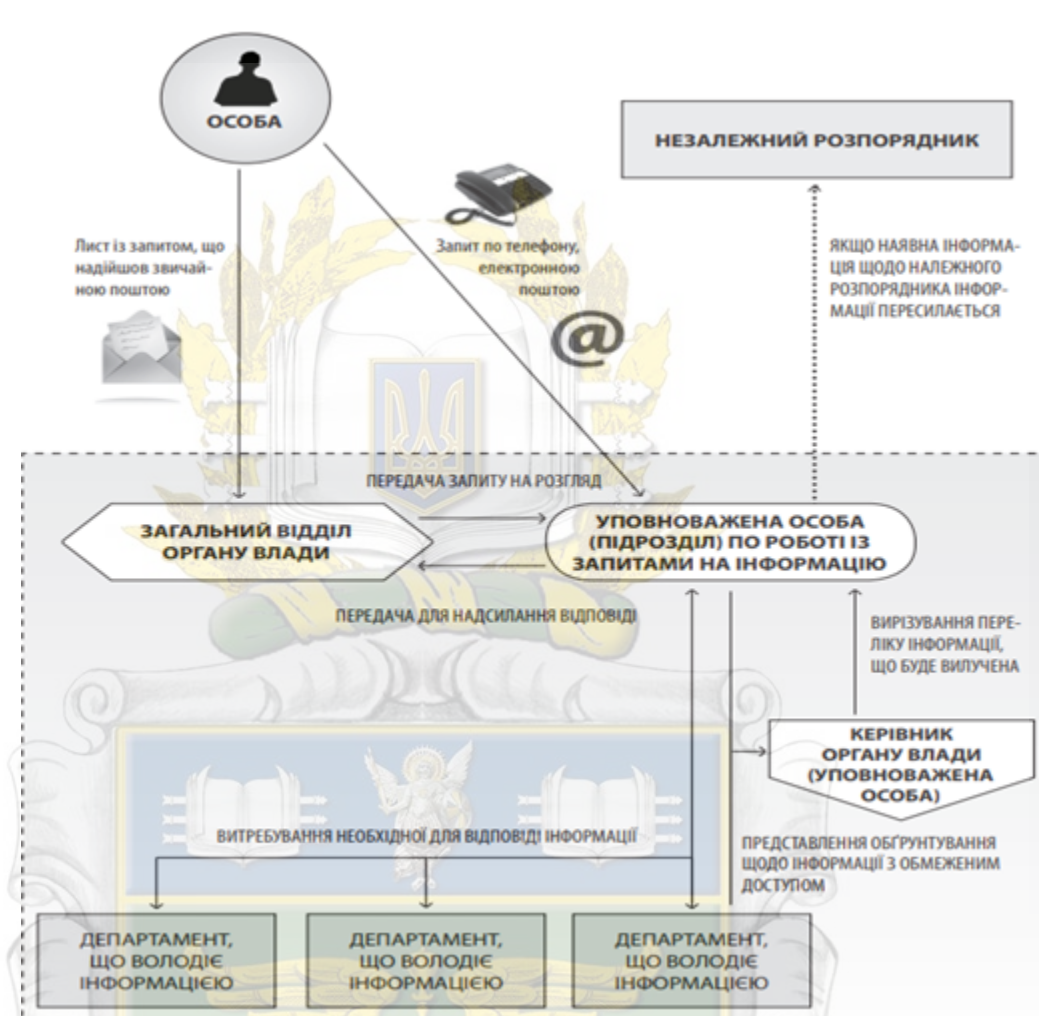 ОСОБА
НЕЗАЛЕЖНИЙ РОЗПОРЯДНИК
Лист із запитом, що
надійшов звичай-
ною поштою
Запит по телефону,
електронною
поштою
@
ЯКЩО НАЯВНА ІНФОРМА-
ЦІЯ ЩОДО НАЛЕЖНОГО
РОЗПОРЯДНИКА ІНФОР-
МАЦІЇ ПЕРЕСИЛАЄТЬСЯ
ПЕРЕДАЧА ЗАПИТУ НА РОЗГЛЯД
ЗАГАЛЬНИЙ ВІДДІЛ
ОРГАНУ ВЛАДИ
УПОВНОВАЖЕНА ОСОБА
(ПІДРОЗДІЛ) ПО РОБОТІ ІЗ
ЗАПИТАМИ НА ІНФОРМАЦІЮ
ПЕРЕДАЧА ДЛЯ НАДСИЛАННЯ ВІДПОВІДІ
ВИРІЗУВАННЯ ПЕРЕ-
ЛІКУ ІНФОРМАЦІЇ,
ЩО БУДЕ ВИЛУЧЕНА
КЕРІВНИК
ОРГАНУ ВЛАДИ
(УПОВНОВАЖЕНА
ОСОБА)
ВИТРЕБУВАННЯ НЕОБХІДНОЇ ДЛЯ ВІДПОВІДІ ІНФОРМАЦІЇ
ПРЕДСТАВЛЕННЯ ОБҐРУНТУВАННЯ
ЩОДО ІНФОРМАЦІЇ З ОБМЕЖЕНИМ
ДОСТУПОМ
ДЕПАРТАМЕНТ,
ЩО ВОЛОДІЄ
ІНФОРМАЦІЄЮ
ДЕПАРТАМЕНТ,
ЩО ВОЛОДІЄ
ІНФОРМАЦІЄЮ
ДЕПАРТАМЕНТ,
ЩО ВОЛОДІЄ
ІНФОРМАЦІЄЮ